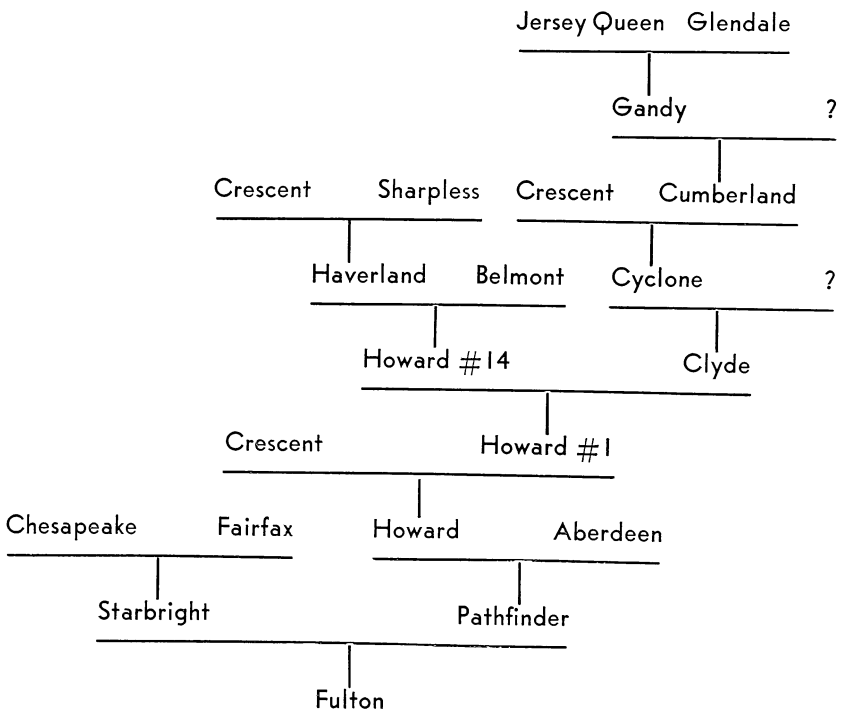 Jersey Queen Glendale
Gandy ?
Crescent Sharpless Crescent Cumberland
Haverland Belmont Cyclone ?
Howard #14 Clyde
Crescent Howard #1
Chesapeake Fairfax Howard Aberdeen
Starbright Pathfinder
Fulton